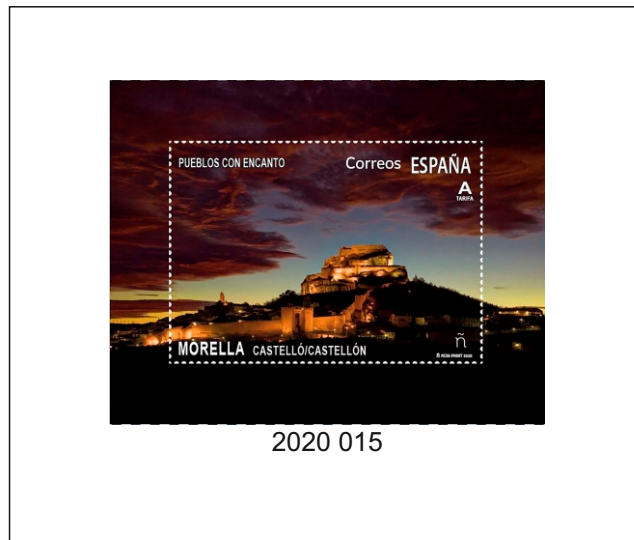 PUEBLOS CON ENCANTO
Correos ESPAÑA
A
TARIFA
MORELLA CASTELLÓ/CASTELLÓN
ñ
2020 015